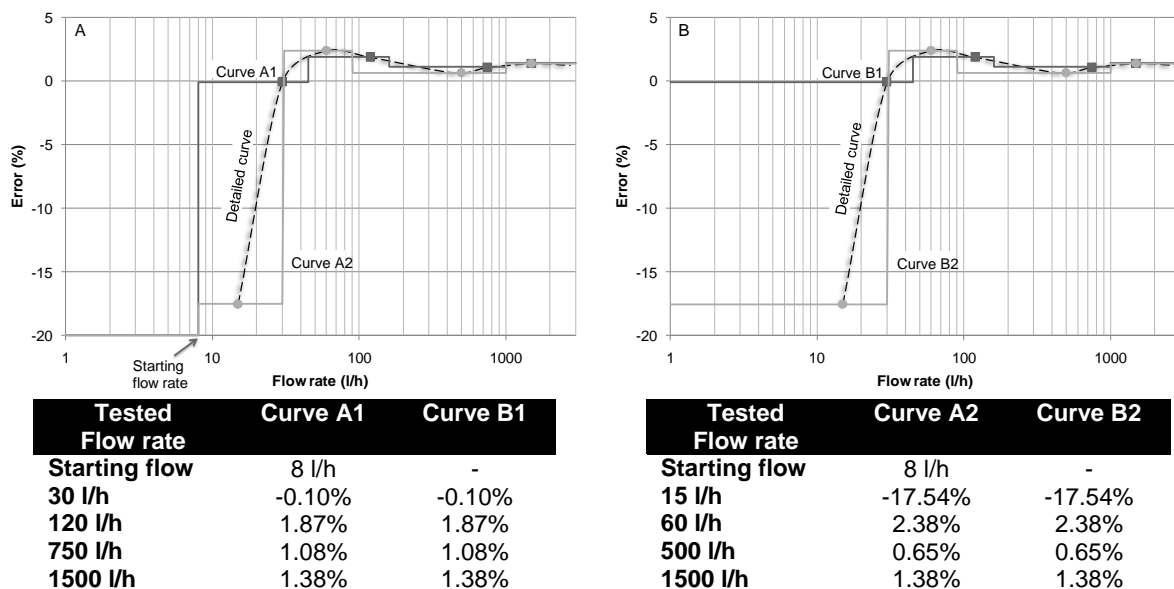 A
5
0
-5
-10
-15
-20
Error (%)
Curve A1
Detailed curve
Curve A2
1 10 100 1000
Starting
flow rate
Flow rate (l/h)
B
5
0
-5
-10
-15
-20
Error (%)
Curve B1
Detailed curve
Curve B2
1 10 100 1000
Flow rate (l/h)
Tested Curve A1 Curve B1
Flow rate
Starting flow 8 l/h -
30 l/h -0.10% -0.10%
120 l/h 1.87% 1.87%
750 l/h 1.08% 1.08%
1500 l/h 1.38% 1.38%
Tested Curve A2 Curve B2
Flow rate
Starting flow 8 l/h -
15 l/h -17.54% -17.54%
60 l/h 2.38% 2.38%
500 l/h 0.65% 0.65%
1500 l/h 1.38% 1.38%